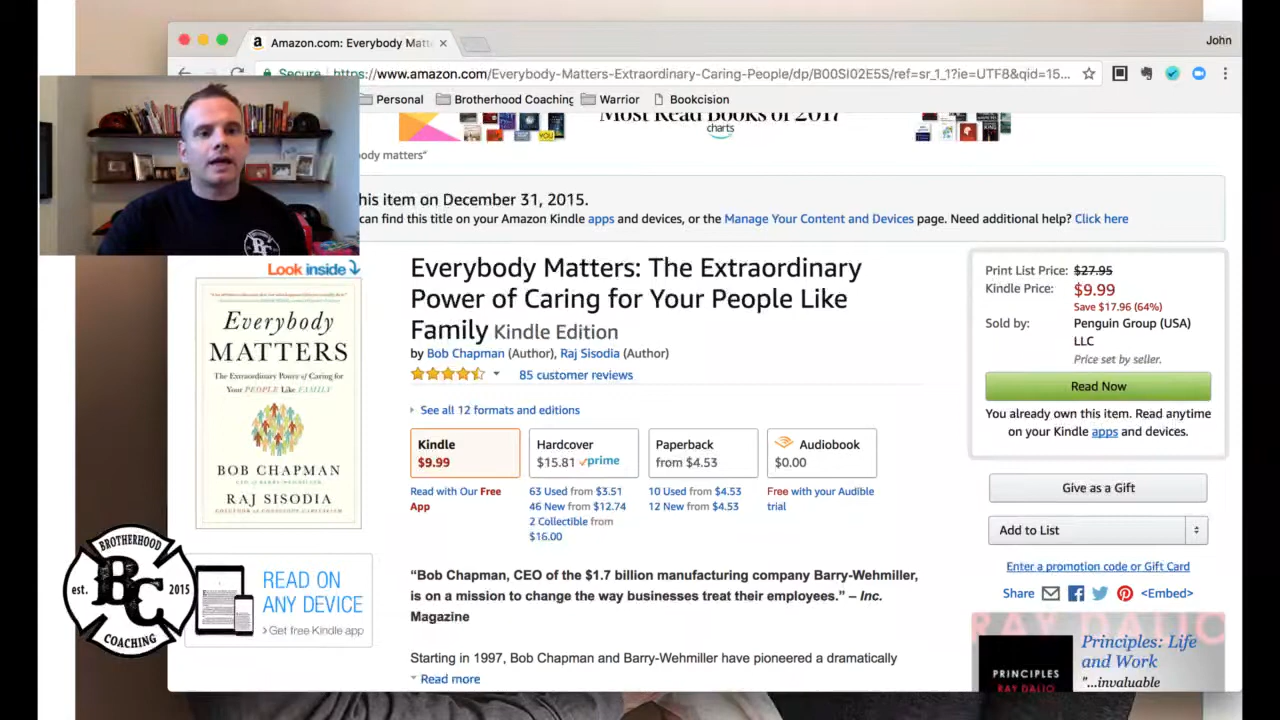 Amazon.com: Everybody Matt
John
Secure
https://www.amazon.com/Everybody-Matters-Extraordinary-Caring-People/dp/B00SI02E5S/ref=sr_1_1?ie=UTF8&qid=15...
Personal
Brotherhood Coaching
Warrior
Bookcision
Most Read Books of 2017
charts
YOU
KING
body matters"
his item on December 31, 2015.
can find this title on your Amazon Kindle apps and devices, or the Manage Your Content and Devices page. Need additional help? Click here
Look inside
Everybody
MATTERS
The Extraordinary Power of Caring for
Your PEOPLE Like FAMILY
BOB CHAPMAN
CEO OF BARRY-WEHMILLER
RAJ SISODIA
Everybody Matters: The Extraordinary
Power of Caring for Your People Like
Family Kindle Edition
by Bob Chapman (Author), Raj Sisodia (Author)
85 customer reviews
See all 12 formats and editions
Kindle
$9.99
Hardcover
$15.81 prime
Paperback
from $4.53
Audiobook
$0.00
Read with Our Free
App
63 Used from $3.51
46 New from $12.74
2 Collectible from
$16.00
10 Used from $4.53
12 New from $4.53
Free with your Audible
trial
"Bob Chapman, CEO of the $1.7 billion manufacturing company Barry-Wehmiller,
is on a mission to change the way businesses treat their employees." – Inc.
Magazine
Starting in 1997, Bob Chapman and Barry-Wehmiller have pioneered a dramatically
Read more
Print List Price: $27.95
Kindle Price: $9.99
Save $17.96 (64%)
Sold by: Penguin Group (USA)
LLC
Price set by seller.
Read Now
You already own this item. Read anytime
on your Kindle apps and devices.
Give as a Gift
Add to List
Enter a promotion code or Gift Card
Share
<Embed>
RAY DALIO
PRINCIPLES
RAY DALIO
Principles: Life
and Work
"...invaluable
BROTHERHOOD
est. BC 2015
COACHING
READ ON
ANY DEVICE
› Get free Kindle app
BC